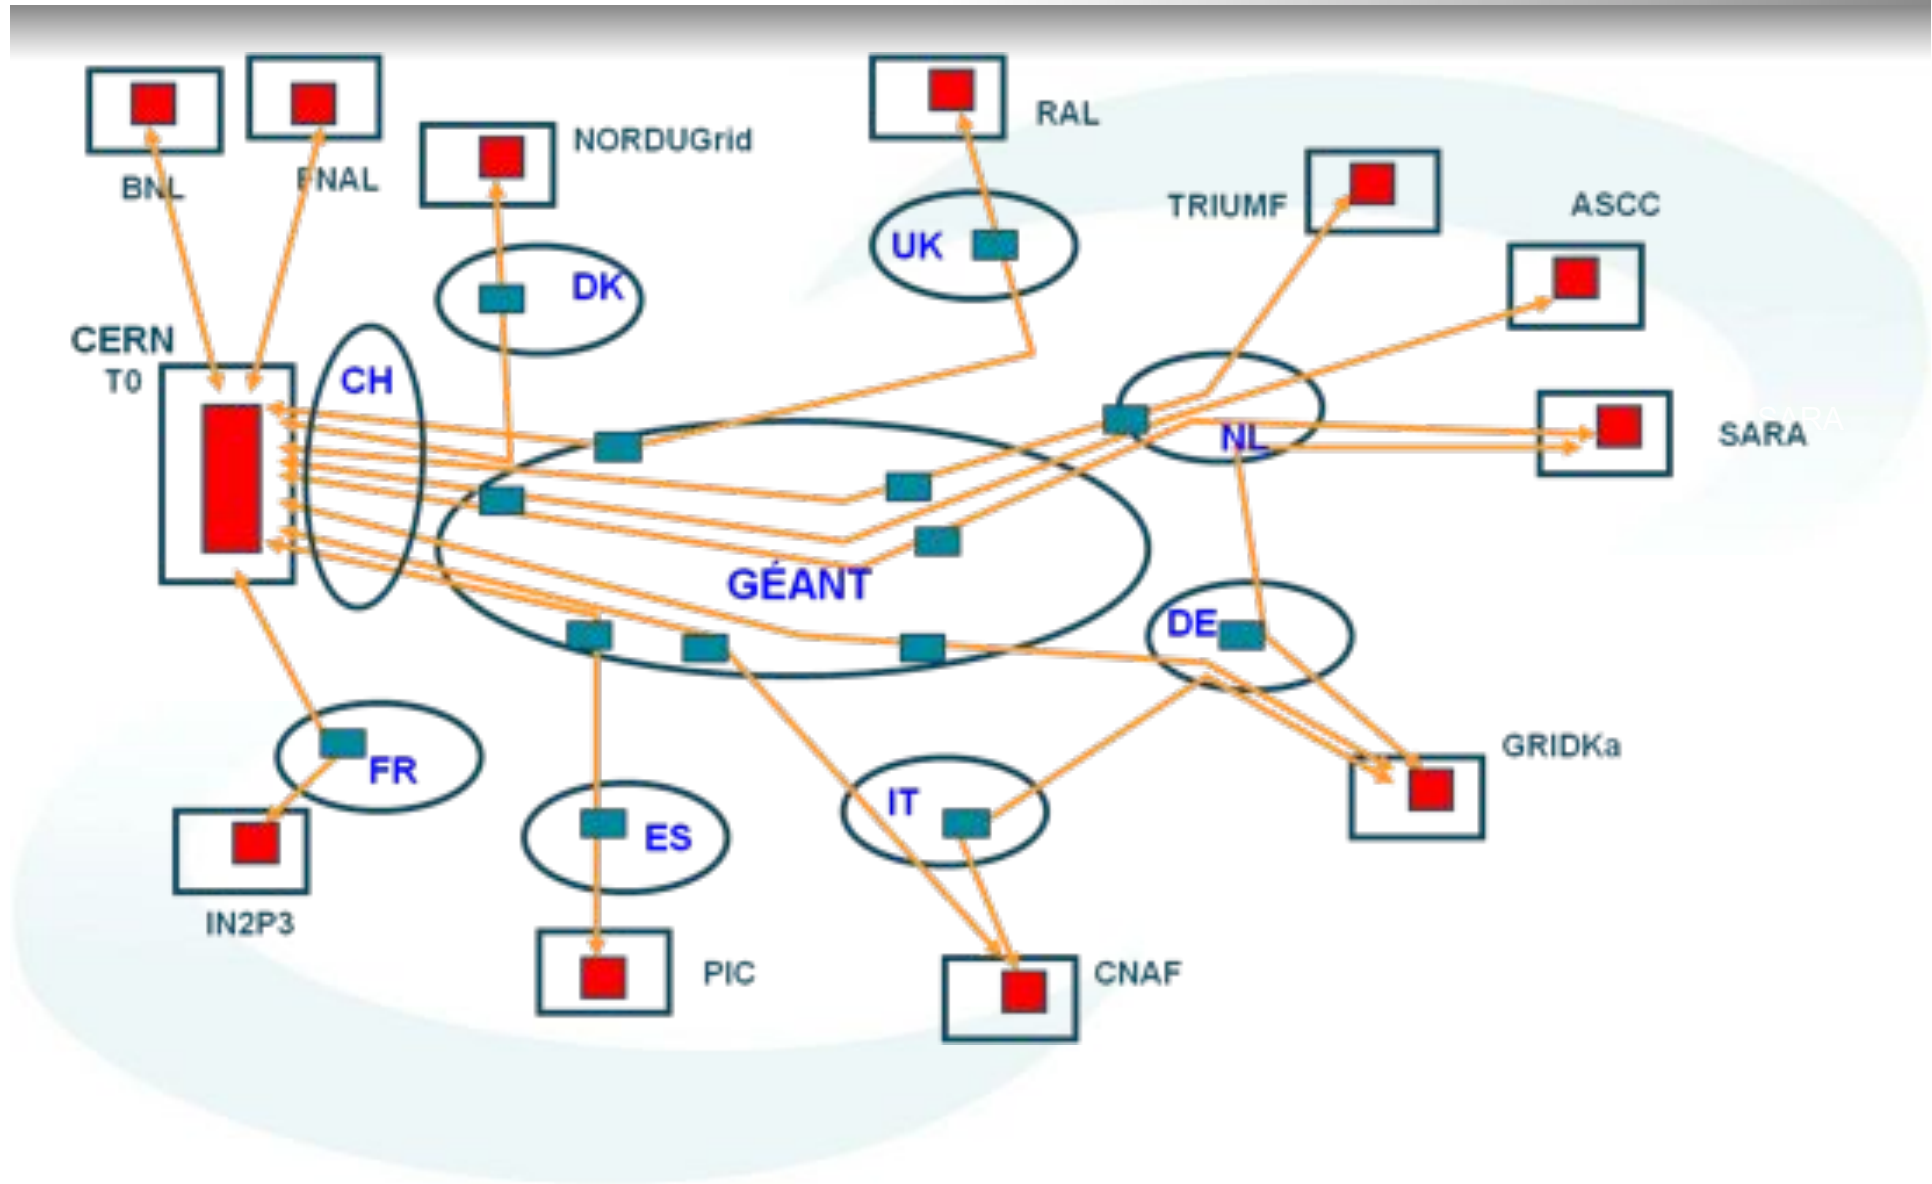 BNL
FNAL
NORDUGrid
RAL
TRIUMF
ASCC
UK
DK
CERN
T0
CH
NL
SARA
SARA
GÉANT
DE
FR
GRIDKa
IT
ES
IN2P3
PIC
CNAF